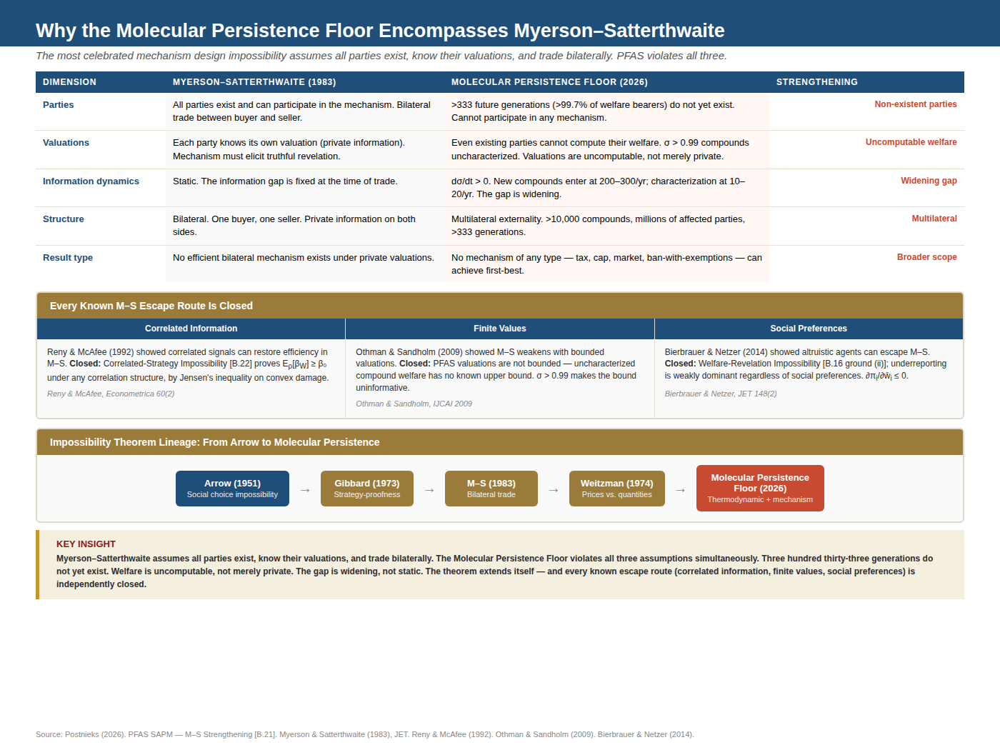 Why the Molecular Persistence Floor Encompasses Myerson–Satterthwaite
The most celebrated mechanism design impossibility assumes all parties exist, know their valuations, and trade bilaterally. PFAS violates all three.
DIMENSION MYERSON–SATTERTHWAITE (1983) MOLECULAR PERSISTENCE FLOOR (2026) STRENGTHENING
Parties
All parties exist and can participate in the mechanism. Bilateral
trade between buyer and seller.
>333 future generations (>99.7% of welfare bearers) do not yet exist.
Cannot participate in any mechanism.
Non-existent parties
Valuations
Each party knows its own valuation (private information).
Mechanism must elicit truthful revelation.
Even existing parties cannot compute their welfare. σ > 0.99 compounds
uncharacterized. Valuations are uncomputable, not merely private.
Uncomputable welfare
Information dynamics
Static. The information gap is fixed at the time of trade.
dσ/dt > 0. New compounds enter at 200–300/yr; characterization at 10–
20/yr. The gap is widening.
Widening gap
Structure
Bilateral. One buyer, one seller. Private information on both
sides.
Multilateral externality. >10,000 compounds, millions of affected parties,
>333 generations.
Multilateral
Result type
No efficient bilateral mechanism exists under private valuations.
No mechanism of any type — tax, cap, market, ban-with-exemptions — can
achieve first-best.
Broader scope
Every Known M–S Escape Route Is Closed
Correlated Information
Reny & McAfee (1992) showed correlated signals can restore efficiency in
M–S. Closed: Correlated-Strategy Impossibility [B.22] proves Eₚ[βW] ≥ β₀
under any correlation structure, by Jensen's inequality on convex damage.
Reny & McAfee, Econometrica 60(2)
Finite Values
Othman & Sandholm (2009) showed M–S weakens with bounded
valuations. Closed: PFAS valuations are not bounded — uncharacterized
compound welfare has no known upper bound. σ > 0.99 makes the bound
uninformative.
Othman & Sandholm, IJCAI 2009
Social Preferences
Bierbrauer & Netzer (2014) showed altruistic agents can escape M–S.
Closed: Welfare-Revelation Impossibility [B.16 ground (ii)]; underreporting
is weakly dominant regardless of social preferences. ∂πᵢ/∂ŵᵢ ≤ 0.
Bierbrauer & Netzer, JET 148(2)
Impossibility Theorem Lineage: From Arrow to Molecular Persistence
Arrow (1951)
Social choice impossibility
→
Gibbard (1973)
Strategy-proofness
→
M–S (1983)
Bilateral trade
→
Weitzman (1974)
Prices vs. quantities
→
Molecular Persistence
Floor (2026)
Thermodynamic + mechanism
KEY INSIGHT
Myerson–Satterthwaite assumes all parties exist, know their valuations, and trade bilaterally. The Molecular Persistence Floor violates all three assumptions simultaneously. Three hundred thirty-three generations do
not yet exist. Welfare is uncomputable, not merely private. The gap is widening, not static. The theorem extends itself — and every known escape route (correlated information, finite values, social preferences) is
independently closed.
Source: Postnieks (2026). PFAS SAPM — M–S Strengthening [B.21]. Myerson & Satterthwaite (1983), JET. Reny & McAfee (1992). Othman & Sandholm (2009). Bierbrauer & Netzer (2014).